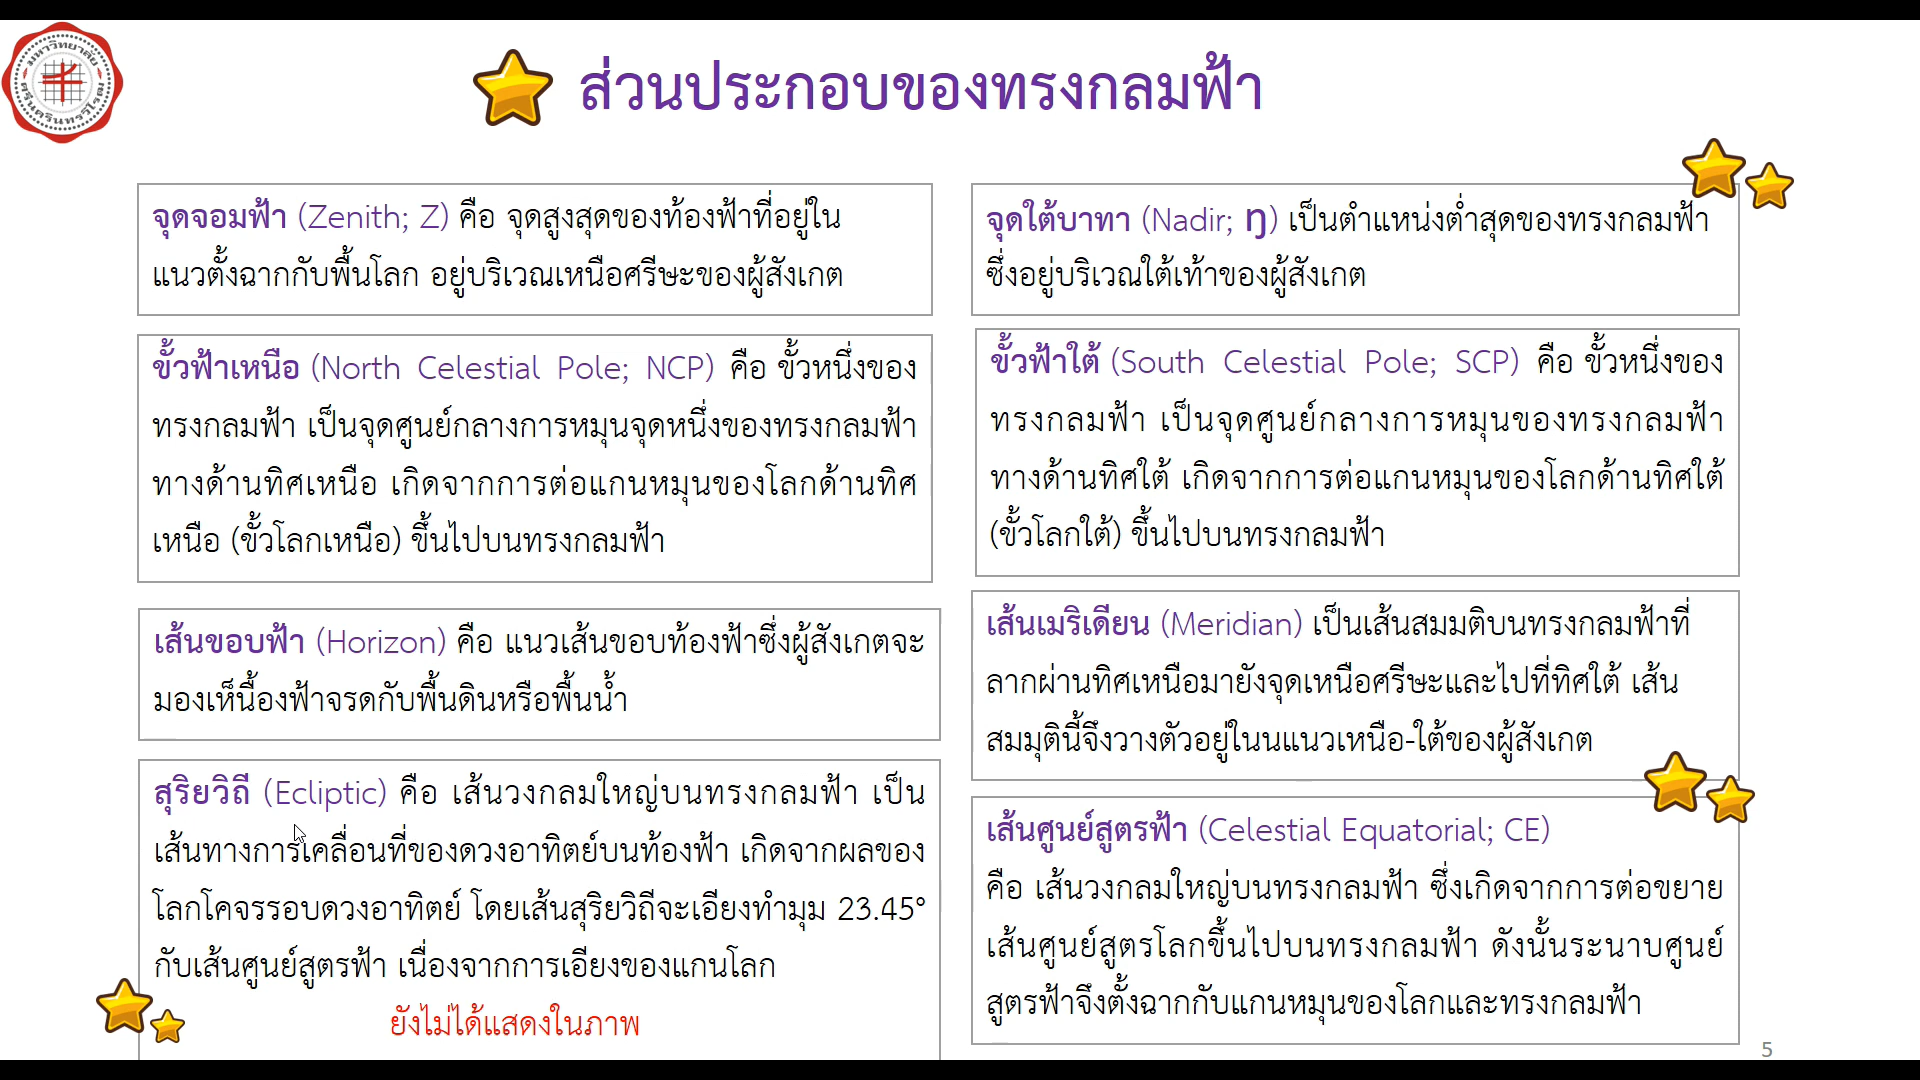 มหาวิทยาลัย
ศรีนครินทรวิโรฒ
ส่วนประกอบของทรงกลมฟ้า
จุดจอมฟ้า (Zenith; Z) คือ จุดสูงสุดของท้องฟ้าที่อยู่ใน
แนวตั้งฉากกับพื้นโลก อยู่บริเวณเหนือศรีษะของผู้สังเกต
จุดใต้บาทา (Nadir; Ŋ) เป็นตำแหน่งต่ำสุดของทรงกลมฟ้า
ซึ่งอยู่บริเวณใต้เท้าของผู้สังเกต
ขั้วฟ้าเหนือ (North Celestial Pole; NCP) คือ ขั้วหนึ่งของ
ทรงกลมฟ้า เป็นจุดศูนย์กลางการหมุนจุดหนึ่งของทรงกลมฟ้า
ทางด้านทิศเหนือ เกิดจากการต่อแกนหมุนของโลกด้านทิศ
เหนือ (ขั้วโลกเหนือ) ขึ้นไปบนทรงกลมฟ้า
ขั้วฟ้าใต้ (South Celestial Pole; SCP) คือ ขั้วหนึ่งของ
ทรงกลมฟ้า เป็นจุดศูนย์กลางการหมุนของทรงกลมฟ้า
ทางด้านทิศใต้ เกิดจากการต่อแกนหมุนของโลกด้านทิศใต้
(ขั้วโลกใต้) ขึ้นไปบนทรงกลมฟ้า
เส้นขอบฟ้า (Horizon) คือ แนวเส้นขอบท้องฟ้าซึ่งผู้สังเกตจะ
มองเห็นื้องฟ้าจรดกับพื้นดินหรือพื้นน้ำ
เส้นเมริเดียน (Meridian) เป็นเส้นสมมติบนทรงกลมฟ้าที่
ลากผ่านทิศเหนือมายังจุดเหนือศรีษะและไปที่ทิศใต้ เส้น
สมมุตินี้จึงวางตัวอยู่ในนแนวเหนือ-ใต้ของผู้สังเกต
สุริยวิถี (Ecliptic) คือ เส้นวงกลมใหญ่บนทรงกลมฟ้า เป็น
เส้นทางการเคลื่อนที่ของดวงอาทิตย์บนท้องฟ้า เกิดจากผลของ
โลกโคจรรอบดวงอาทิตย์ โดยเส้นสุริยวิถีจะเอียงทำมุม 23.45°
กับเส้นศูนย์สูตรฟ้า เนื่องจากการเอียงของแกนโลก
ยังไม่ได้แสดงในภาพ
เส้นศูนย์สูตรฟ้า (Celestial Equatorial; CE)
คือ เส้นวงกลมใหญ่บนทรงกลมฟ้า ซึ่งเกิดจากการต่อขยาย
เส้นศูนย์สูตรโลกขึ้นไปบนทรงกลมฟ้า ดังนั้นระนาบศูนย์
สูตรฟ้าจึงตั้งฉากกับแกนหมุนของโลกและทรงกลมฟ้า
5